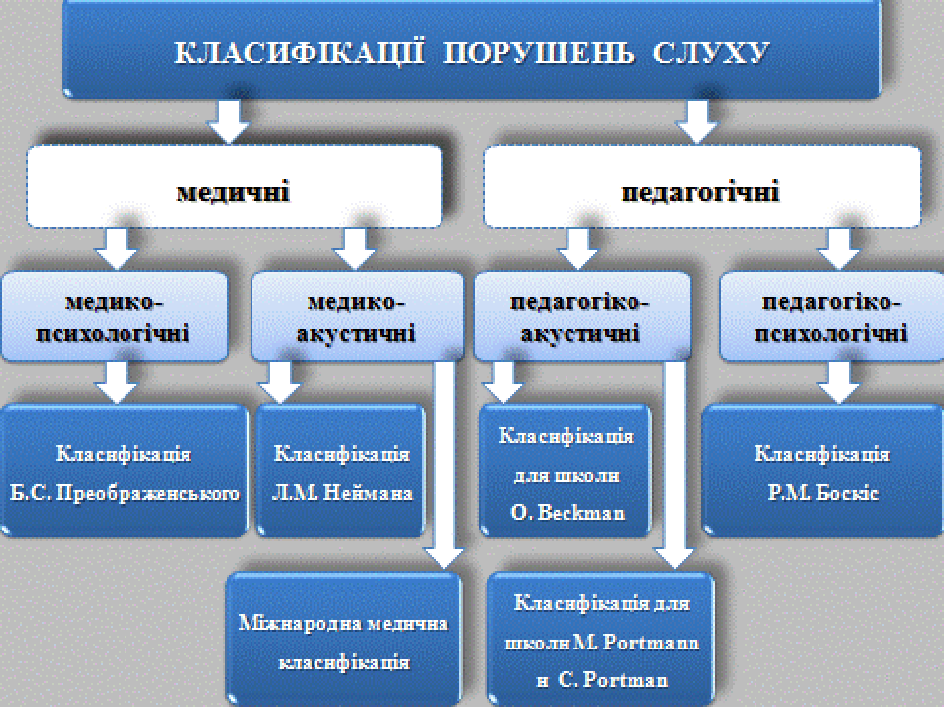 КЛАСИФІКАЦІЇ ПОРУШЕНЬ СЛУХУ
медичні
педагогічні
медико-
психологічні
медико-
акустичні
педагогіко-
акустичні
педагогіко-
психологічні
Класифікація
Б.С. Преображенського
Класифікація
Л.М. Неймана
Класифікація
для школи
O. Beckman
Класифікація
Р.М. Боскіс
Міжнародна медична
класифікація
Класифікація для
школи M. Portmann
и C. Portman